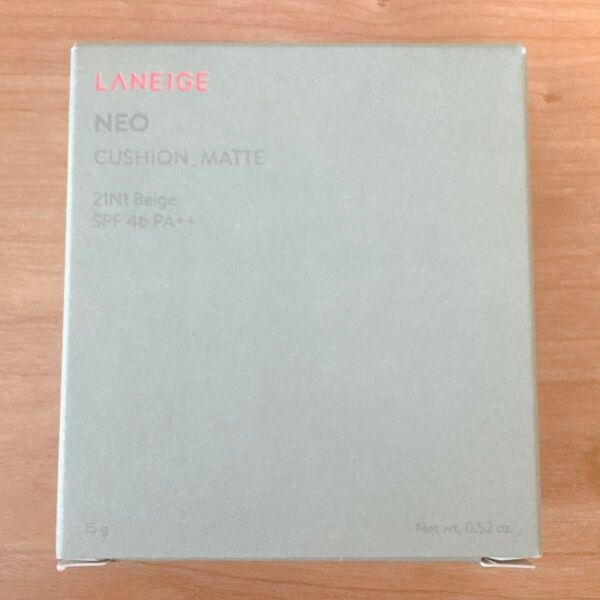 LANEIGE
NEO
CUSHION_MATTE
21N1 Beige
SPF 46 PA++
15 g
Net wt. 0.52 oz.